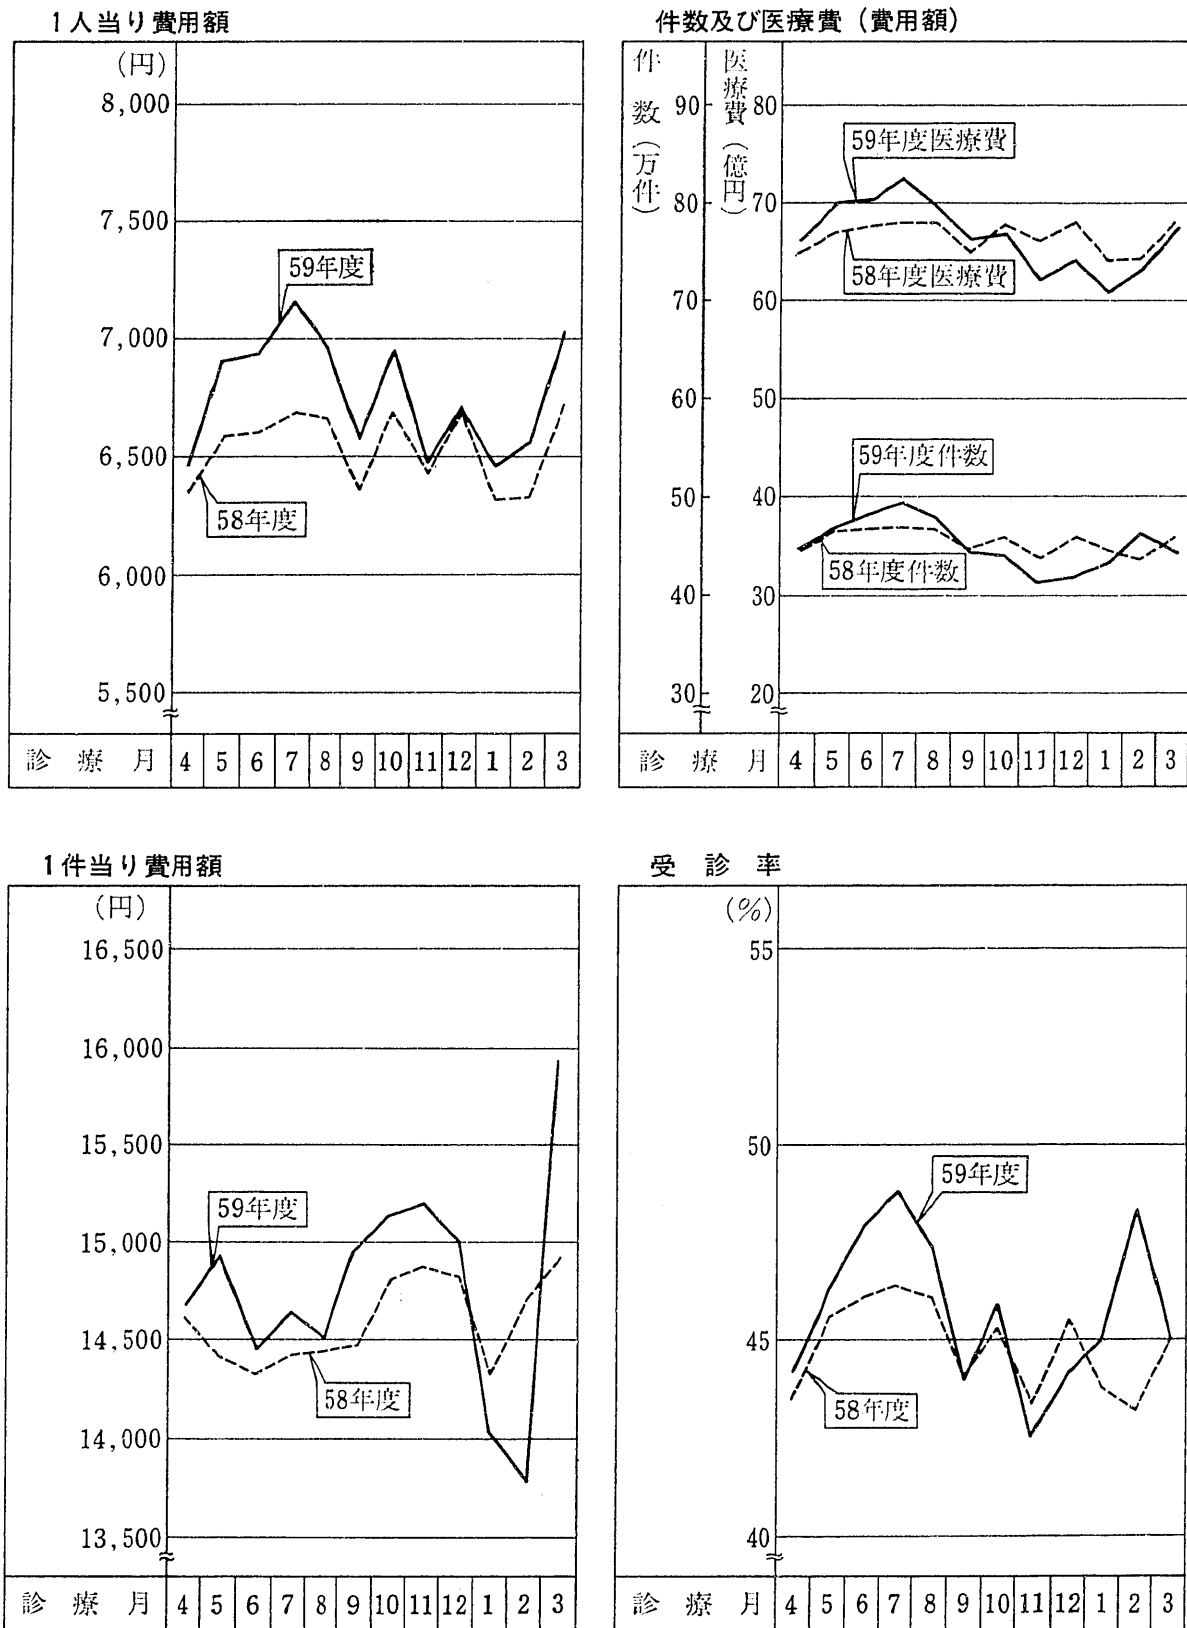 1人当り費用額
(円)
8,000
7,500
59年度
7,000
6,500
58年度
6,000
5,500
診療月 4 5 6 7 8 9 10 11 12 1 2 3
件数及び医療費(費用額)
件数(万件)
医療費(億円)
90 80
59年度医療費
80 70
58年度医療費
70 60
60 50
59年度件数
50 40
58年度件数
40 30
30 20
診療月 4 5 6 7 8 9 10 11 12 1 2 3
1件当り費用額
(円)
16,500
16,000
15,500
59年度
15,000
14,500
58年度
14,000
13,500
診療月 4 5 6 7 8 9 10 11 12 1 2 3
受診率
(%)
55
50
59年度
45
58年度
40
診療月 4 5 6 7 8 9 10 11 12 1 2 3